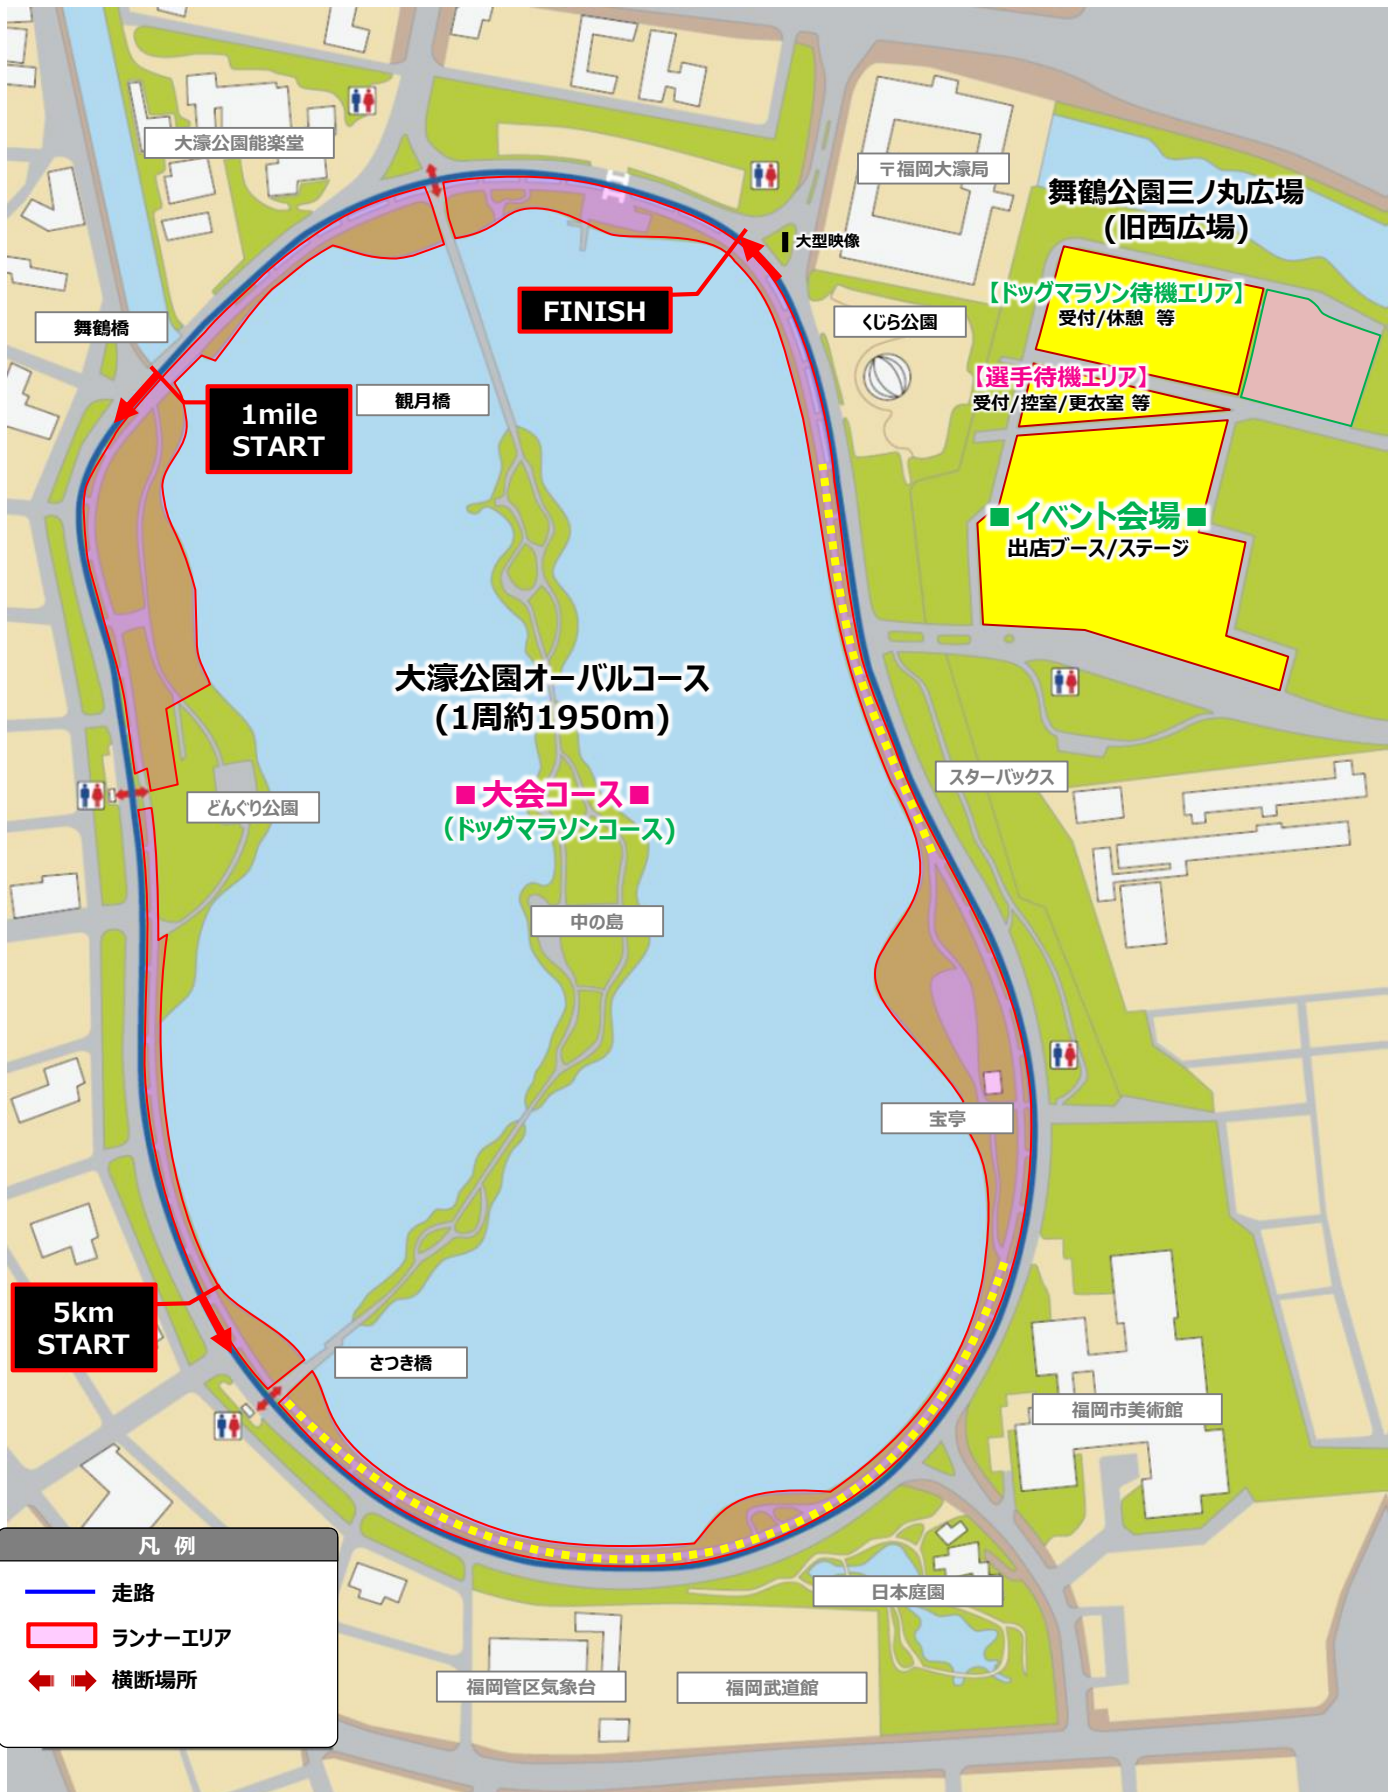 大濠公園能楽堂
〒福岡大濠局
舞鶴公園三ノ丸広場
(旧西広場)
大型映像
【ドッグマラソン待機エリア】
受付/休憩 等
FINISH
くじら公園
舞鶴橋
【選手待機エリア】
受付/控室/更衣室 等
観月橋
1mile
START
■イベント会場■
出店ブース/ステージ
大濠公園オーバルコース
(1周約1950m)
スターバックス
■大会コース■
(ドッグマラソンコース)
どんぐり公園
中の島
宝亭
5km
START
さつき橋
福岡市美術館
凡 例
走路
ランナーエリア
横断場所
日本庭園
福岡管区気象台
福岡武道館